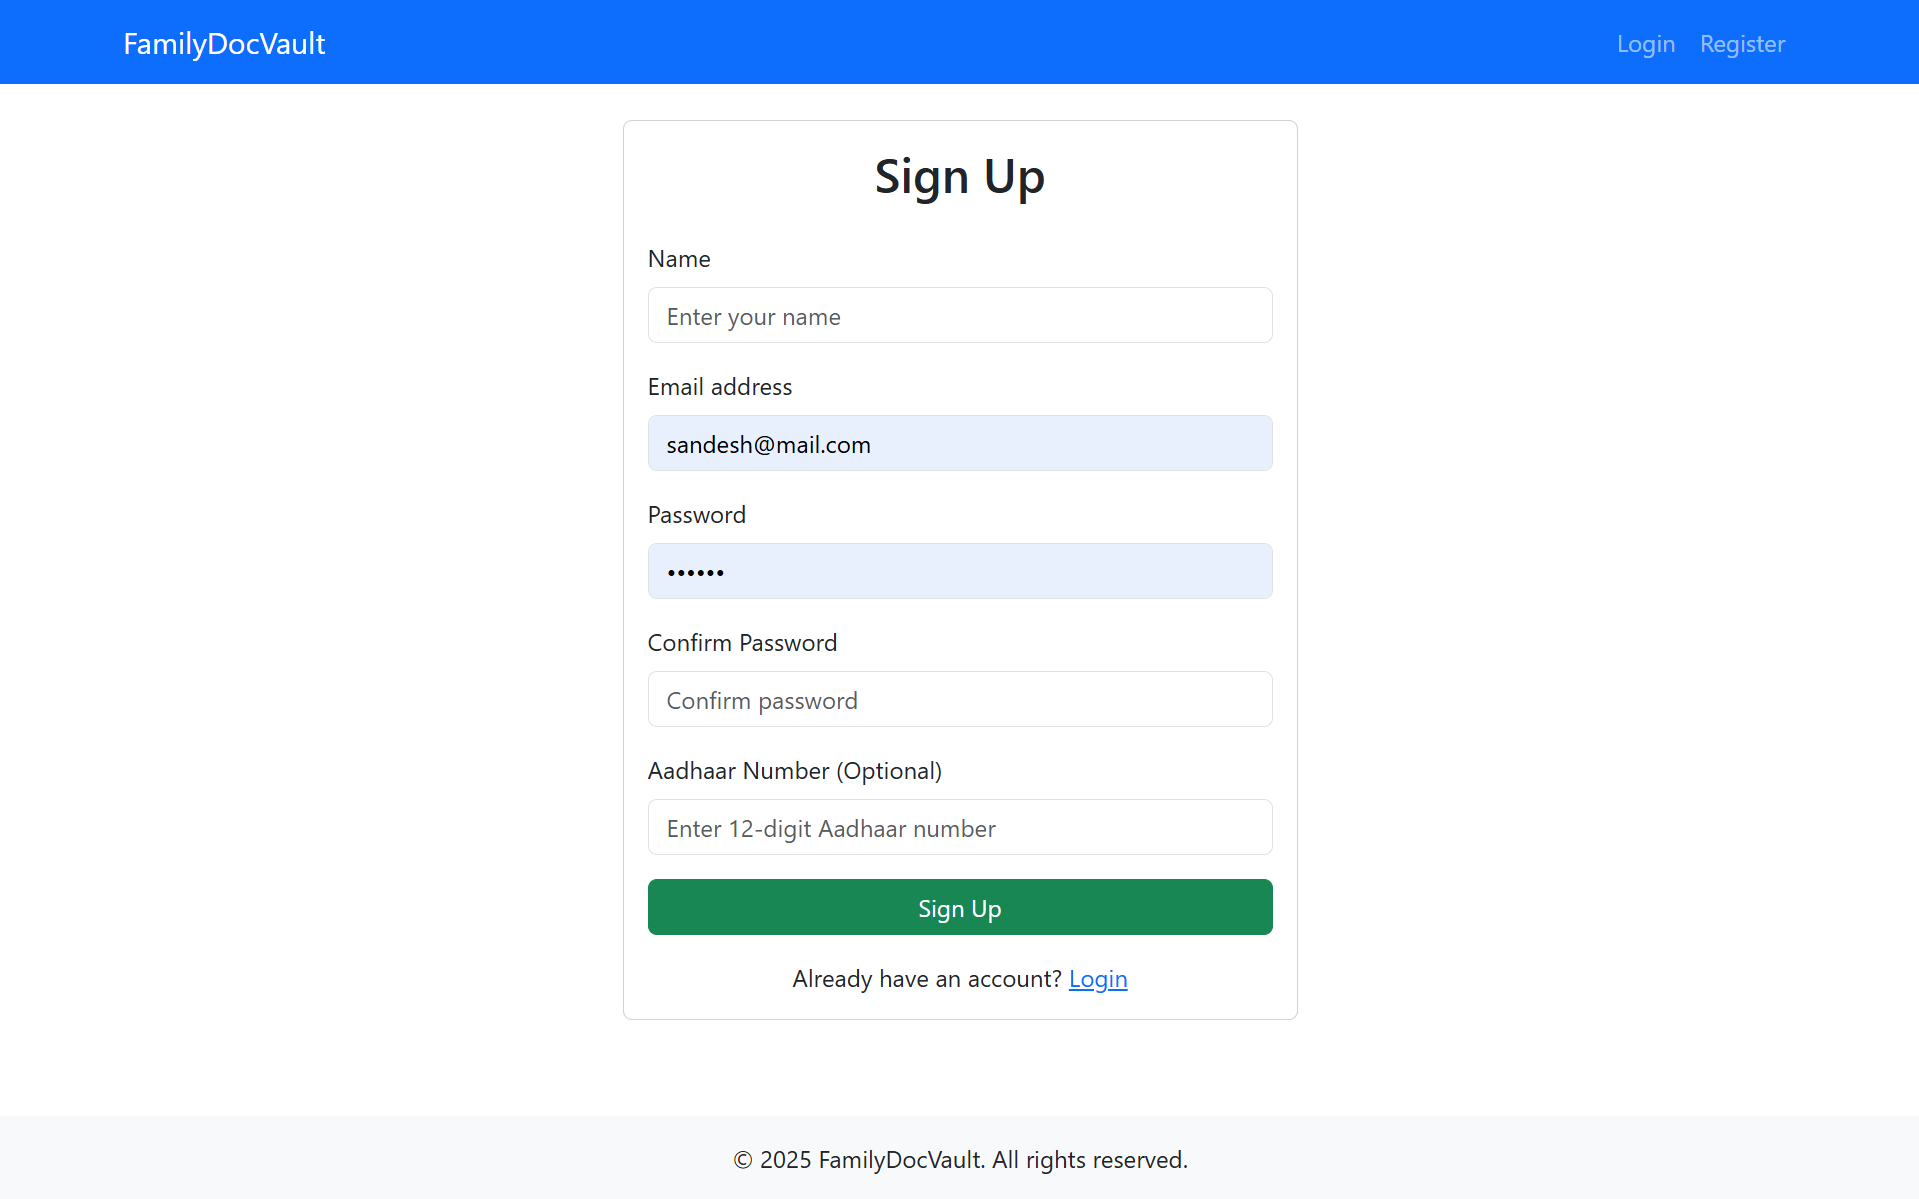 FamilyDocVault
Login Register
Sign Up
Name
Enter your name
Email address
sandesh@mail.com
Password
••••••
Confirm Password
Confirm password
Aadhaar Number (Optional)
Enter 12-digit Aadhaar number
Sign Up
Already have an account? Login
© 2025 FamilyDocVault. All rights reserved.